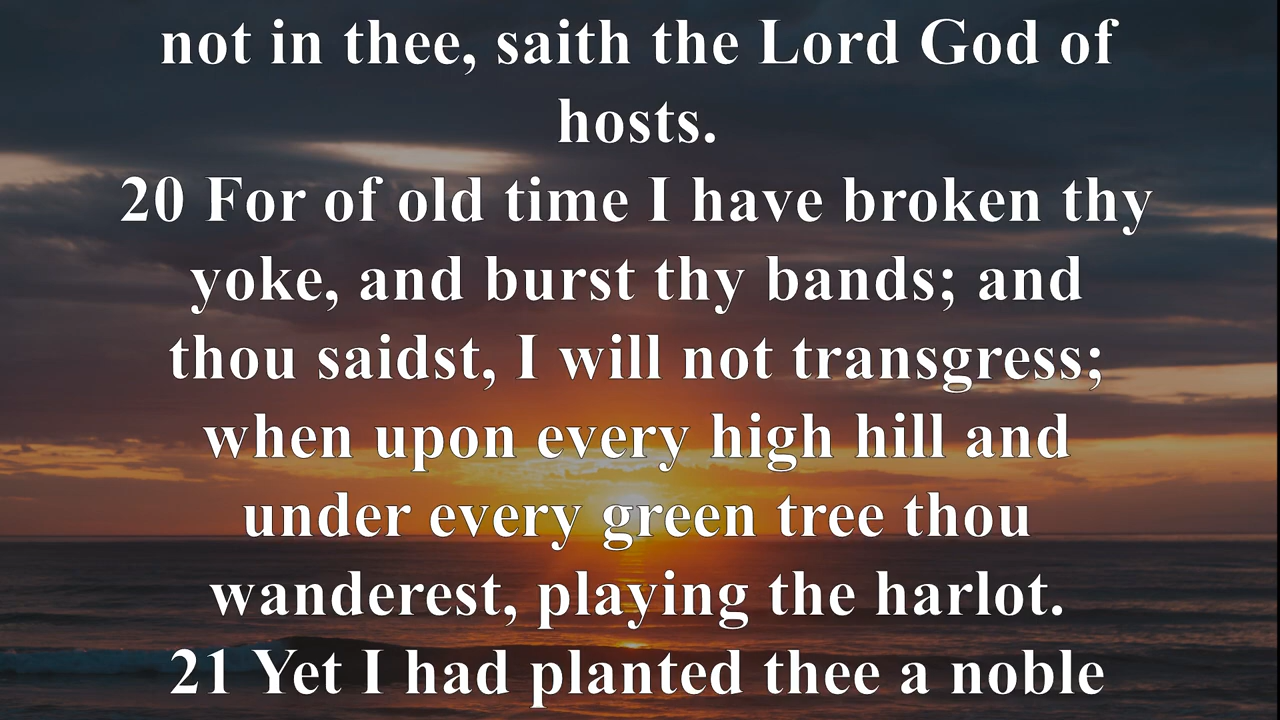 not in thee, saith the Lord God of
hosts.
20 For of old time I have broken thy
yoke, and burst thy bands; and
thou saidst, I will not transgress;
when upon every high hill and
under every green tree thou
wanderest, playing the harlot.
21 Yet I had planted thee a noble